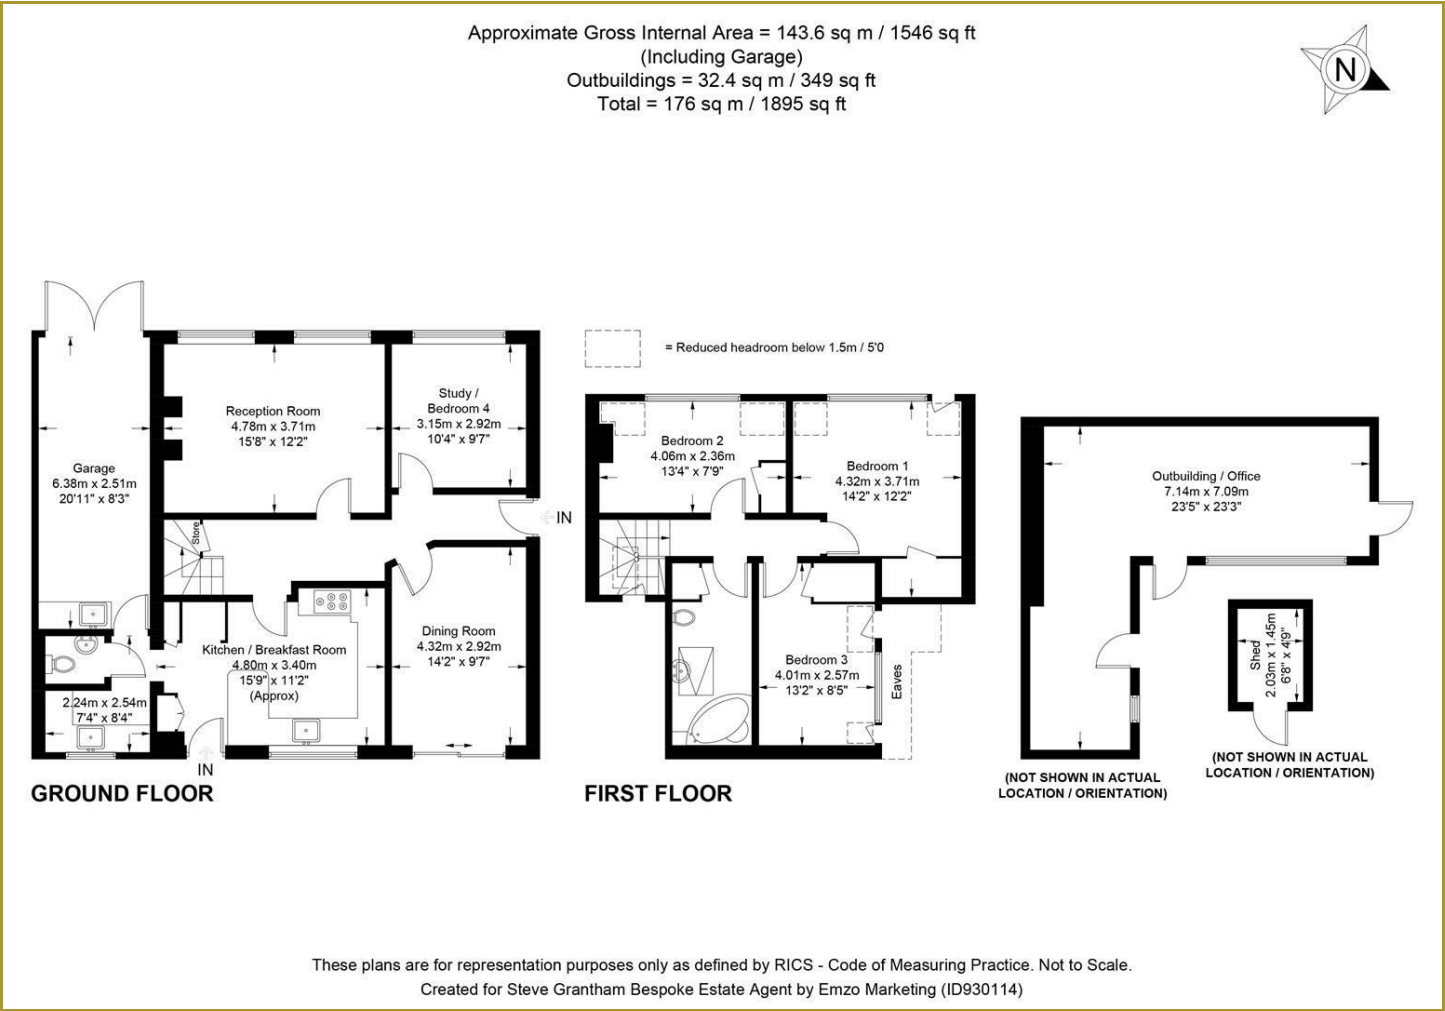 Approximate Gross Internal Area = 143.6 sq m / 1546 sq ft
(Including Garage)
Outbuildings = 32.4 sq m / 349 sq ft
Total = 176 sq m / 1895 sq ft
N
Garage
6.38m x 2.51m
20'11" x 8'3"
Reception Room
4.78m x 3.71m
15'8" x 12'2"
Study /
Bedroom 4
3.15m x 2.92m
10'4" x 9'7"
IN
Store
Kitchen / Breakfast Room
4.80m x 3.40m
15'9" x 11'2"
(Approx)
Dining Room
4.32m x 2.92m
14'2" x 9'7"
2.24m x 2.54m
7'4" x 8'4"
IN
GROUND FLOOR
= Reduced headroom below 1.5m / 5'0
Bedroom 2
4.06m x 2.36m
13'4" x 7'9"
Bedroom 1
4.32m x 3.71m
14'2" x 12'2"
Bedroom 3
4.01m x 2.57m
13'2" x 8'5"
Eaves
FIRST FLOOR
Outbuilding / Office
7.14m x 7.09m
23'5" x 23'3"
(NOT SHOWN IN ACTUAL
LOCATION / ORIENTATION)
Shed
2.03m x 1.45m
6'8" x 4'9"
(NOT SHOWN IN ACTUAL
LOCATION / ORIENTATION)
These plans are for representation purposes only as defined by RICS - Code of Measuring Practice. Not to Scale.
Created for Steve Grantham Bespoke Estate Agent by Emzo Marketing (ID930114)